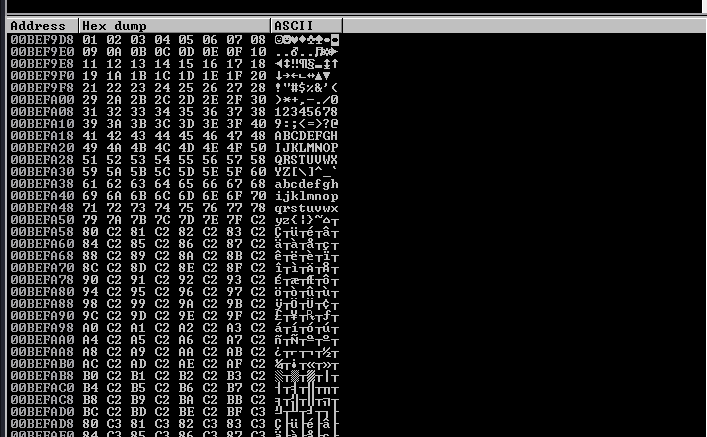 Address Hex dump ASCII
00BEF9D8 01 02 03 04 05 06 07 08 ☺☻♥♦♣♠•◘
00BEF9E0 09 0A 0B 0C 0D 0E 0F 10 ..♂..♫☼►
00BEF9E8 11 12 13 14 15 16 17 18 ◄↕‼¶§▬↨↑
00BEF9F0 19 1A 1B 1C 1D 1E 1F 20 ↓→←∟↔▲▼
00BEF9F8 21 22 23 24 25 26 27 28 !"#$%&'(
00BEFA00 29 2A 2B 2C 2D 2E 2F 30 )*+,-./0
00BEFA08 31 32 33 34 35 36 37 38 12345678
00BEFA10 39 3A 3B 3C 3D 3E 3F 40 9:;<=>?@
00BEFA18 41 42 43 44 45 46 47 48 ABCDEFGH
00BEFA20 49 4A 4B 4C 4D 4E 4F 50 IJKLMNOP
00BEFA28 51 52 53 54 55 56 57 58 QRSTUVWX
00BEFA30 59 5A 5B 5C 5D 5E 5F 60 YZ[\]^_`
00BEFA38 61 62 63 64 65 66 67 68 abcdefgh
00BEFA40 69 6A 6B 6C 6D 6E 6F 70 ijklmnop
00BEFA48 71 72 73 74 75 76 77 78 qrstuvwx
00BEFA50 79 7A 7B 7C 7D 7E 7F C2 yz{|}~⌂┬
00BEFA58 80 C2 81 C2 82 C2 83 C2 Ç┬ü┬é┬â┬
00BEFA60 84 C2 85 C2 86 C2 87 C2 ä┬à┬å┬ç┬
00BEFA68 88 C2 89 C2 8A C2 8B C2 ê┬ë┬è┬ï┬
00BEFA70 8C C2 8D C2 8E C2 8F C2 î┬ì┬Ä┬Å┬
00BEFA78 90 C2 91 C2 92 C2 93 C2 É┬æ┬Æ┬ô┬
00BEFA80 94 C2 95 C2 96 C2 97 C2 ö┬ò┬û┬ù┬
00BEFA88 98 C2 99 C2 9A C2 9B C2 ÿ┬Ö┬Ü┬¢┬
00BEFA90 9C C2 9D C2 9E C2 9F C2 £┬¥┬₧┬ƒ┬
00BEFA98 A0 C2 A1 C2 A2 C2 A3 C2 á┬í┬ó┬ú┬
00BEFAA0 A4 C2 A5 C2 A6 C2 A7 C2 ñ┬Ñ┬ª┬º┬
00BEFAA8 A8 C2 A9 C2 AA C2 AB C2 ¿┬⌐┬¬┬½┬
00BEFAB0 AC C2 AD C2 AE C2 AF C2 ¼┬¡┬«┬»┬
00BEFAB8 B0 C2 B1 C2 B2 C2 B3 C2 ░┬▒┬▓┬│┬
00BEFAC0 B4 C2 B5 C2 B6 C2 B7 C2 ┤┬╡┬╢┬╖┬
00BEFAC8 B8 C2 B9 C2 BA C2 BB C2 ╕┬╣┬║┬╗┬
00BEFAD0 BC C2 BD C2 BE C2 BF C3 ╝┬╜┬╛┬┐├
00BEFAD8 80 C3 81 C3 82 C3 83 C3 Ç├ü├é├â├
00BEFAE0 84 C3 85 C3 86 C3 87 C3 ä├à├å├ç├